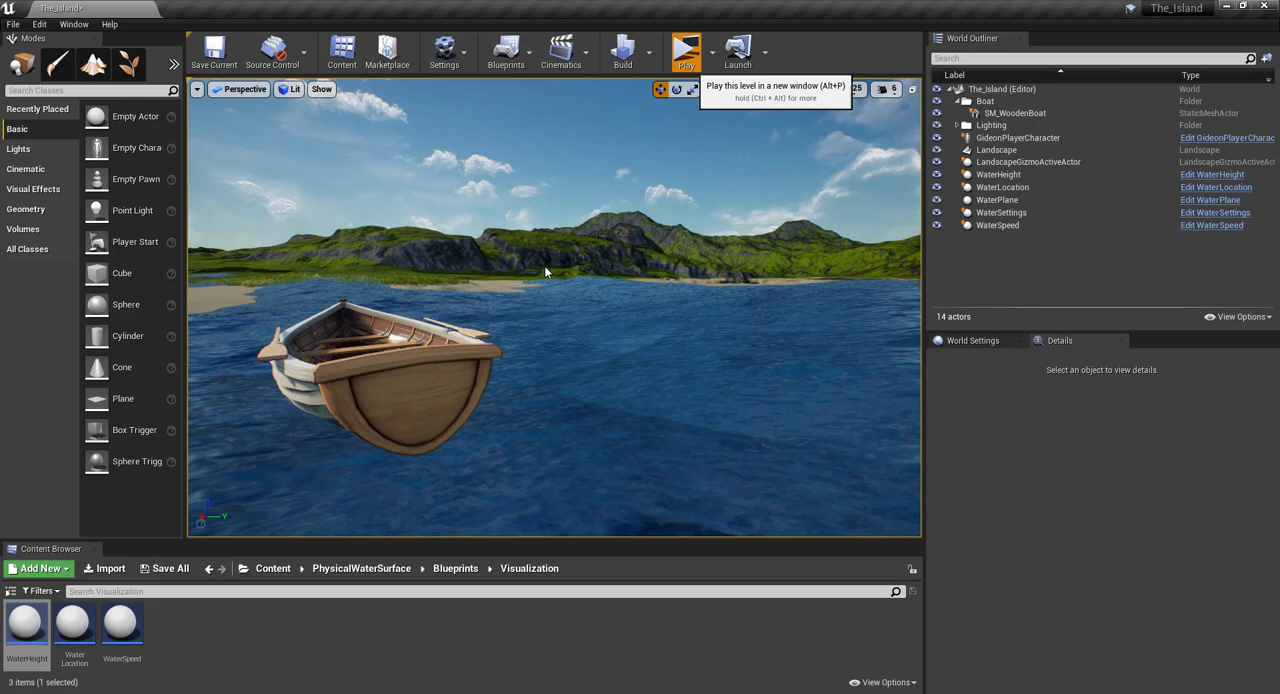 The_Island•
The_Island
File Edit Window Help
Modes
Search Classes
Recently Placed
Basic
Lights
Cinematic
Visual Effects
Geometry
Volumes
All Classes
Empty Actor
Empty Chara
Empty Pawn
Point Light
Player Start
Cube
Sphere
Cylinder
Cone
Plane
Box Trigger
Sphere Trigg
Save Current
Source Control
Content
Marketplace
Settings
Blueprints
Cinematics
Build
Play
Launch
Perspective
Lit
Show
25
6
Play this level in a new window (Alt+P)
hold (Ctrl + Alt) for more
Y
World Outliner
Search...
Label Type
The_Island (Editor) World
Boat Folder
SM_WoodenBoat StaticMeshActor
Lighting Folder
GideonPlayerCharacter Edit GideonPlayerCharac
Landscape Landscape
LandscapeGizmoActiveActor LandscapeGizmoActiveAct
WaterHeight Edit WaterHeight
WaterLocation Edit WaterLocation
WaterPlane Edit WaterPlane
WaterSettings Edit WaterSettings
WaterSpeed Edit WaterSpeed
14 actors
View Options
World Settings
Details
Select an object to view details.
Content Browser
Add New
Import
Save All
Content
PhysicalWaterSurface
Blueprints
Visualization
Filters
Search Visualization
WaterHeight
Water
Location
WaterSpeed
3 items (1 selected)
View Options